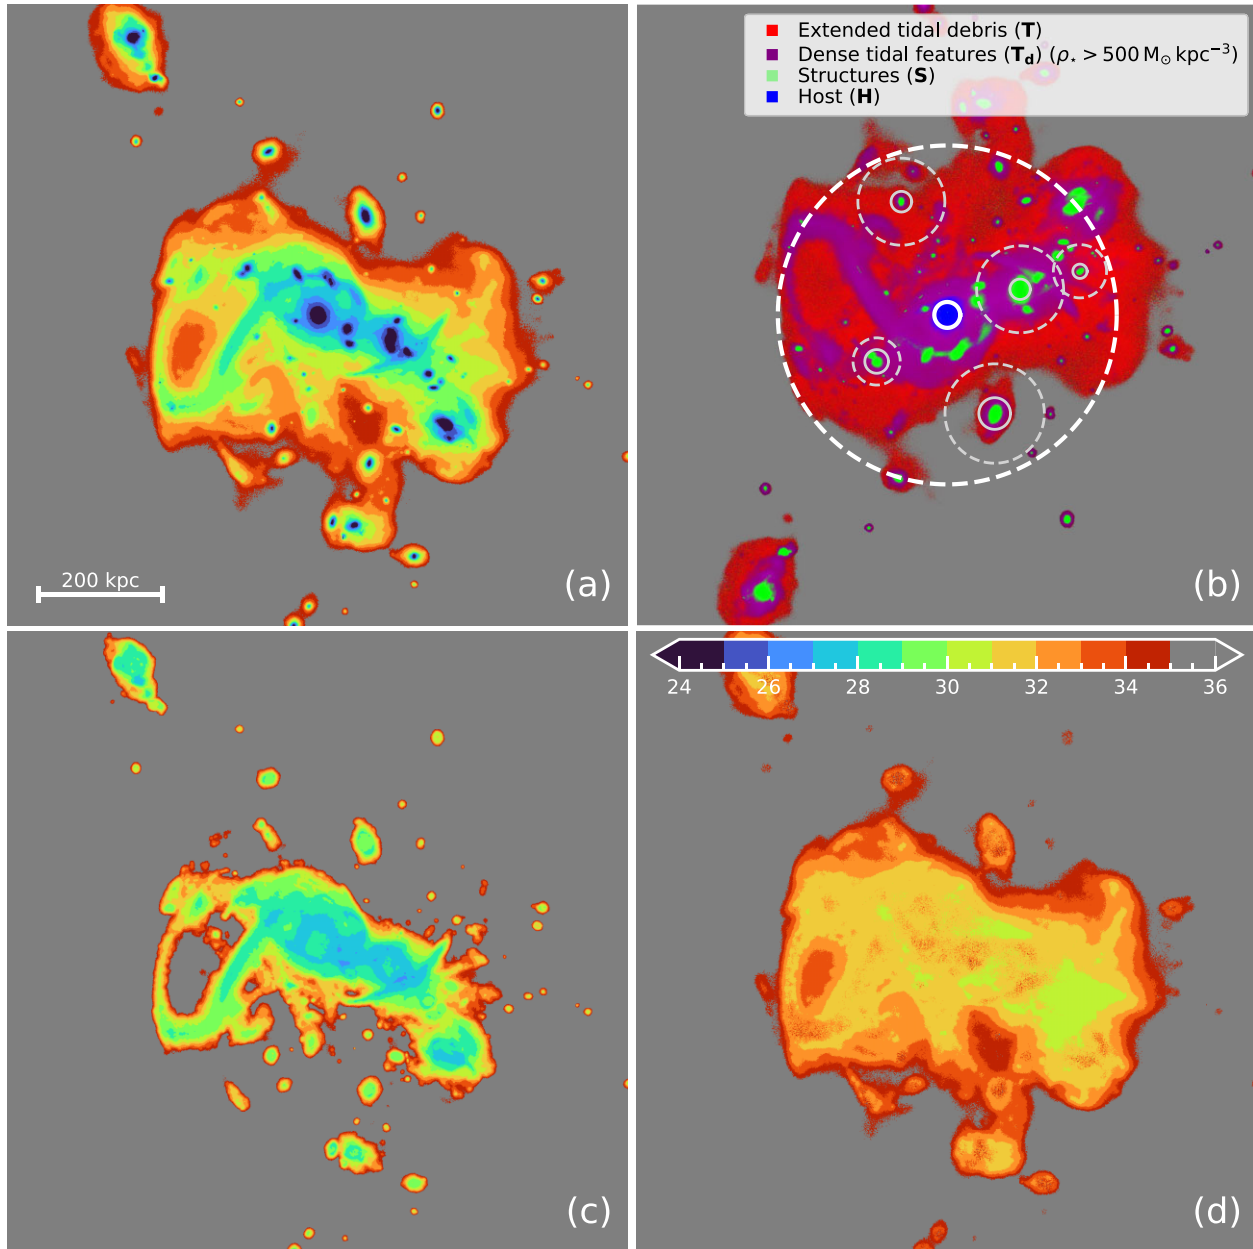 Extended tidal debris (T)
Dense tidal features (T_d) (ρ⋆ > 500 M⊙ kpc⁻³)
Structures (S)
Host (H)
200 kpc
(a)
(b)
24 26 28 30 32 34 36
(c)
(d)